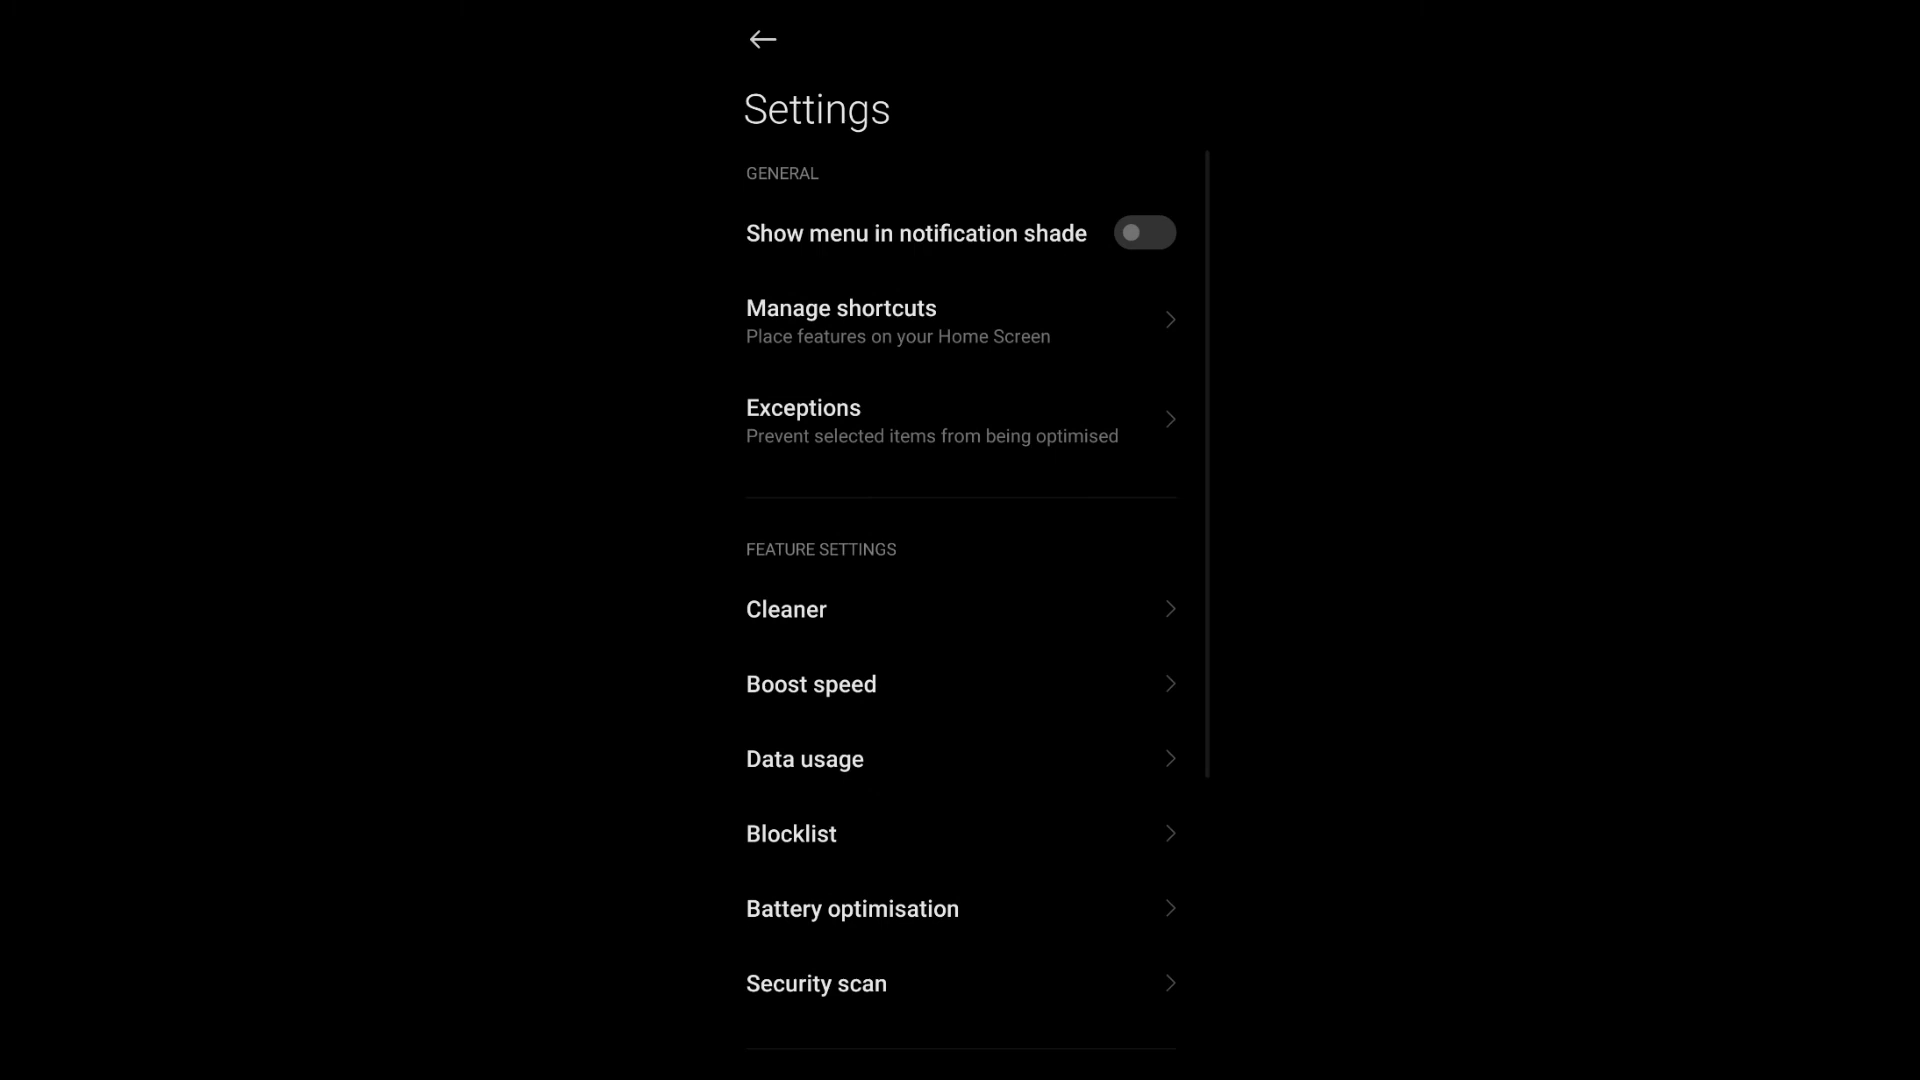 Settings
GENERAL
Show menu in notification shade
Manage shortcuts
Place features on your Home Screen
Exceptions
Prevent selected items from being optimised
FEATURE SETTINGS
Cleaner
Boost speed
Data usage
Blocklist
Battery optimisation
Security scan